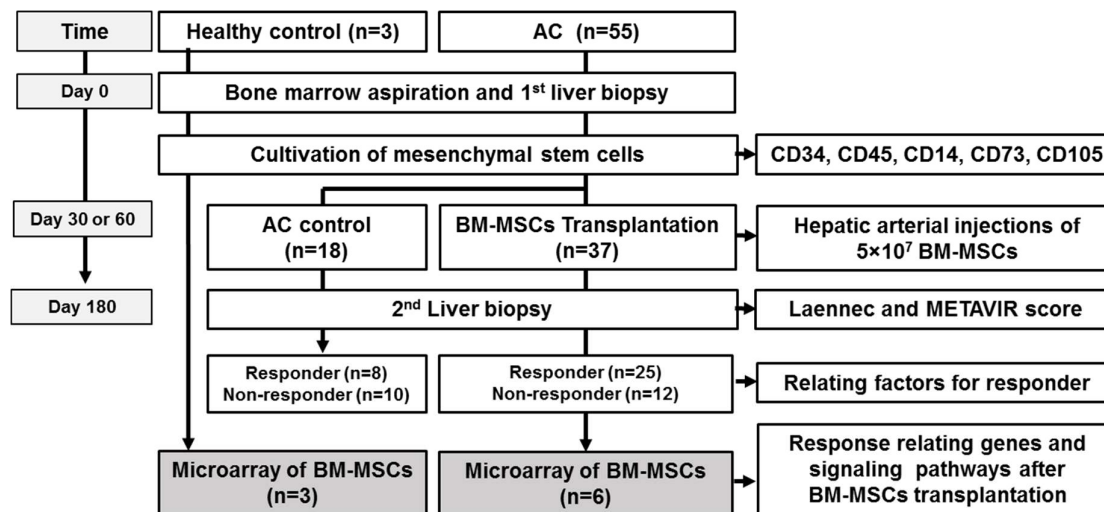 Time
Healthy control (n=3)
AC (n=55)
Day 0
Bone marrow aspiration and 1st liver biopsy
Cultivation of mesenchymal stem cells
CD34, CD45, CD14, CD73, CD105
Day 30 or 60
AC control
(n=18)
BM-MSCs Transplantation
(n=37)
Hepatic arterial injections of
5×10⁷ BM-MSCs
Day 180
2nd Liver biopsy
Laennec and METAVIR score
Responder (n=8)
Non-responder (n=10)
Responder (n=25)
Non-responder (n=12)
Relating factors for responder
Microarray of BM-MSCs
(n=3)
Microarray of BM-MSCs
(n=6)
Response relating genes and
signaling pathways after
BM-MSCs transplantation